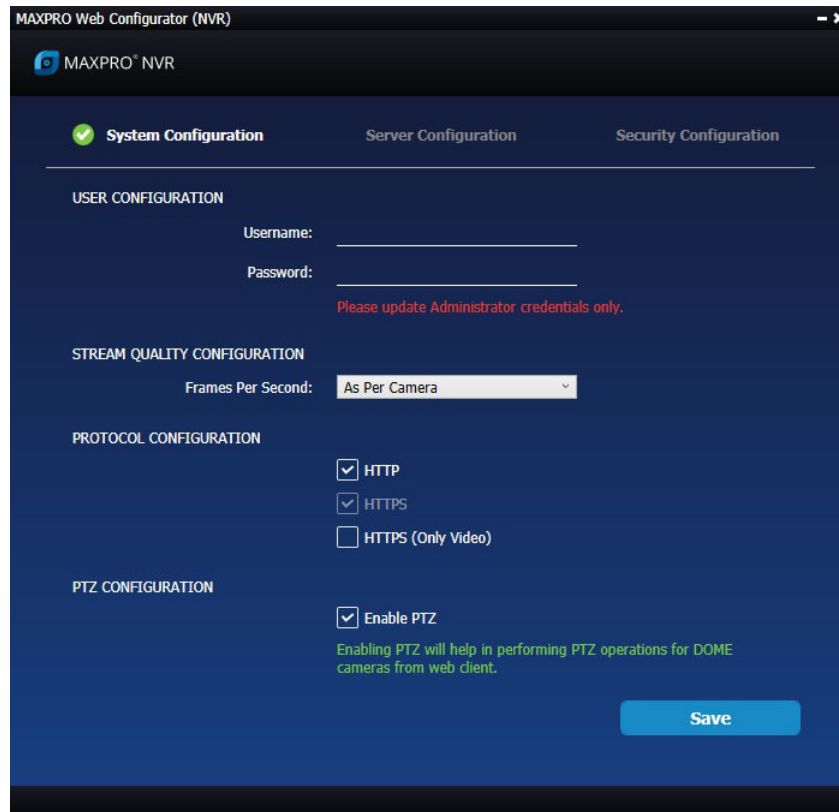 MAXPRO Web Configurator (NVR)
MAXPRO® NVR
System Configuration
Server Configuration
Security Configuration
USER CONFIGURATION
Username:
Password:
Please update Administrator credentials only.
STREAM QUALITY CONFIGURATION
Frames Per Second:
As Per Camera
PROTOCOL CONFIGURATION
HTTP
HTTPS
HTTPS (Only Video)
PTZ CONFIGURATION
Enable PTZ
Enabling PTZ will help in performing PTZ operations for DOME
cameras from web client.
Save